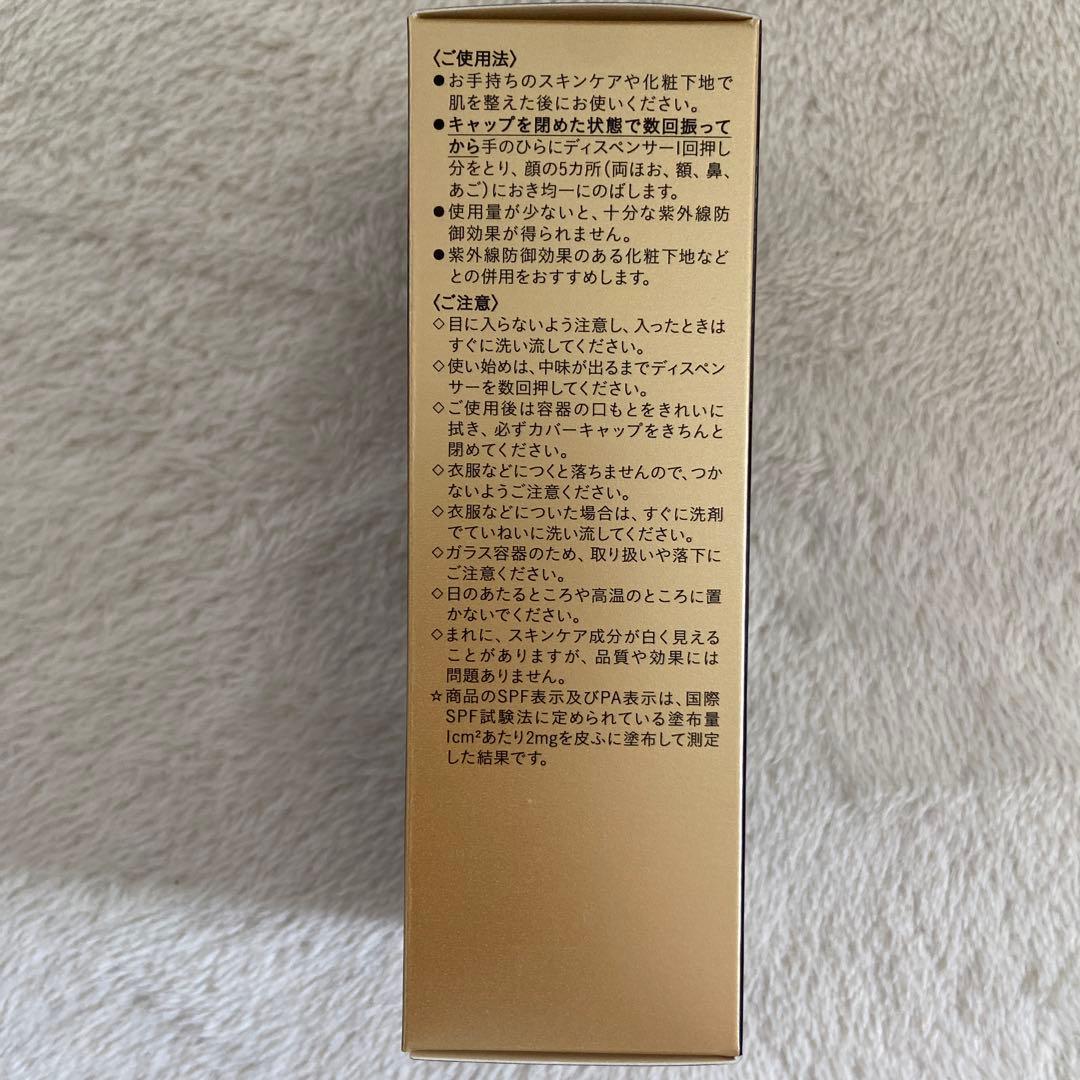 〈ご使用法〉
●お手持ちのスキンケアや化粧下地で
肌を整えた後にお使いください。
●キャップを閉めた状態で数回振って
から手のひらにディスペンサー1回押し
分をとり、顔の5カ所(両ほお、額、鼻、
あご)におき均一にのばします。
●使用量が少ないと、十分な紫外線防
御効果が得られません。
●紫外線防御効果のある化粧下地など
との併用をおすすめします。
〈ご注意〉
◇目に入らないよう注意し、入ったときは
すぐに洗い流してください。
◇使い始めは、中味が出るまでディスペン
サーを数回押してください。
◇ご使用後は容器の口もとをきれいに
拭き、必ずカバーキャップをきちんと
閉めてください。
◇衣服などにつくと落ちませんので、つか
ないようご注意ください。
◇衣服などについた場合は、すぐに洗剤
でていねいに洗い流してください。
◇ガラス容器のため、取り扱いや落下に
ご注意ください。
◇日のあたるところや高温のところに置
かないでください。
◇まれに、スキンケア成分が白く見える
ことがありますが、品質や効果には
問題ありません。
☆商品のSPF表示及びPA表示は、国際
SPF試験法に定められている塗布量
1cm²あたり2mgを皮ふに塗布して測定
した結果です。